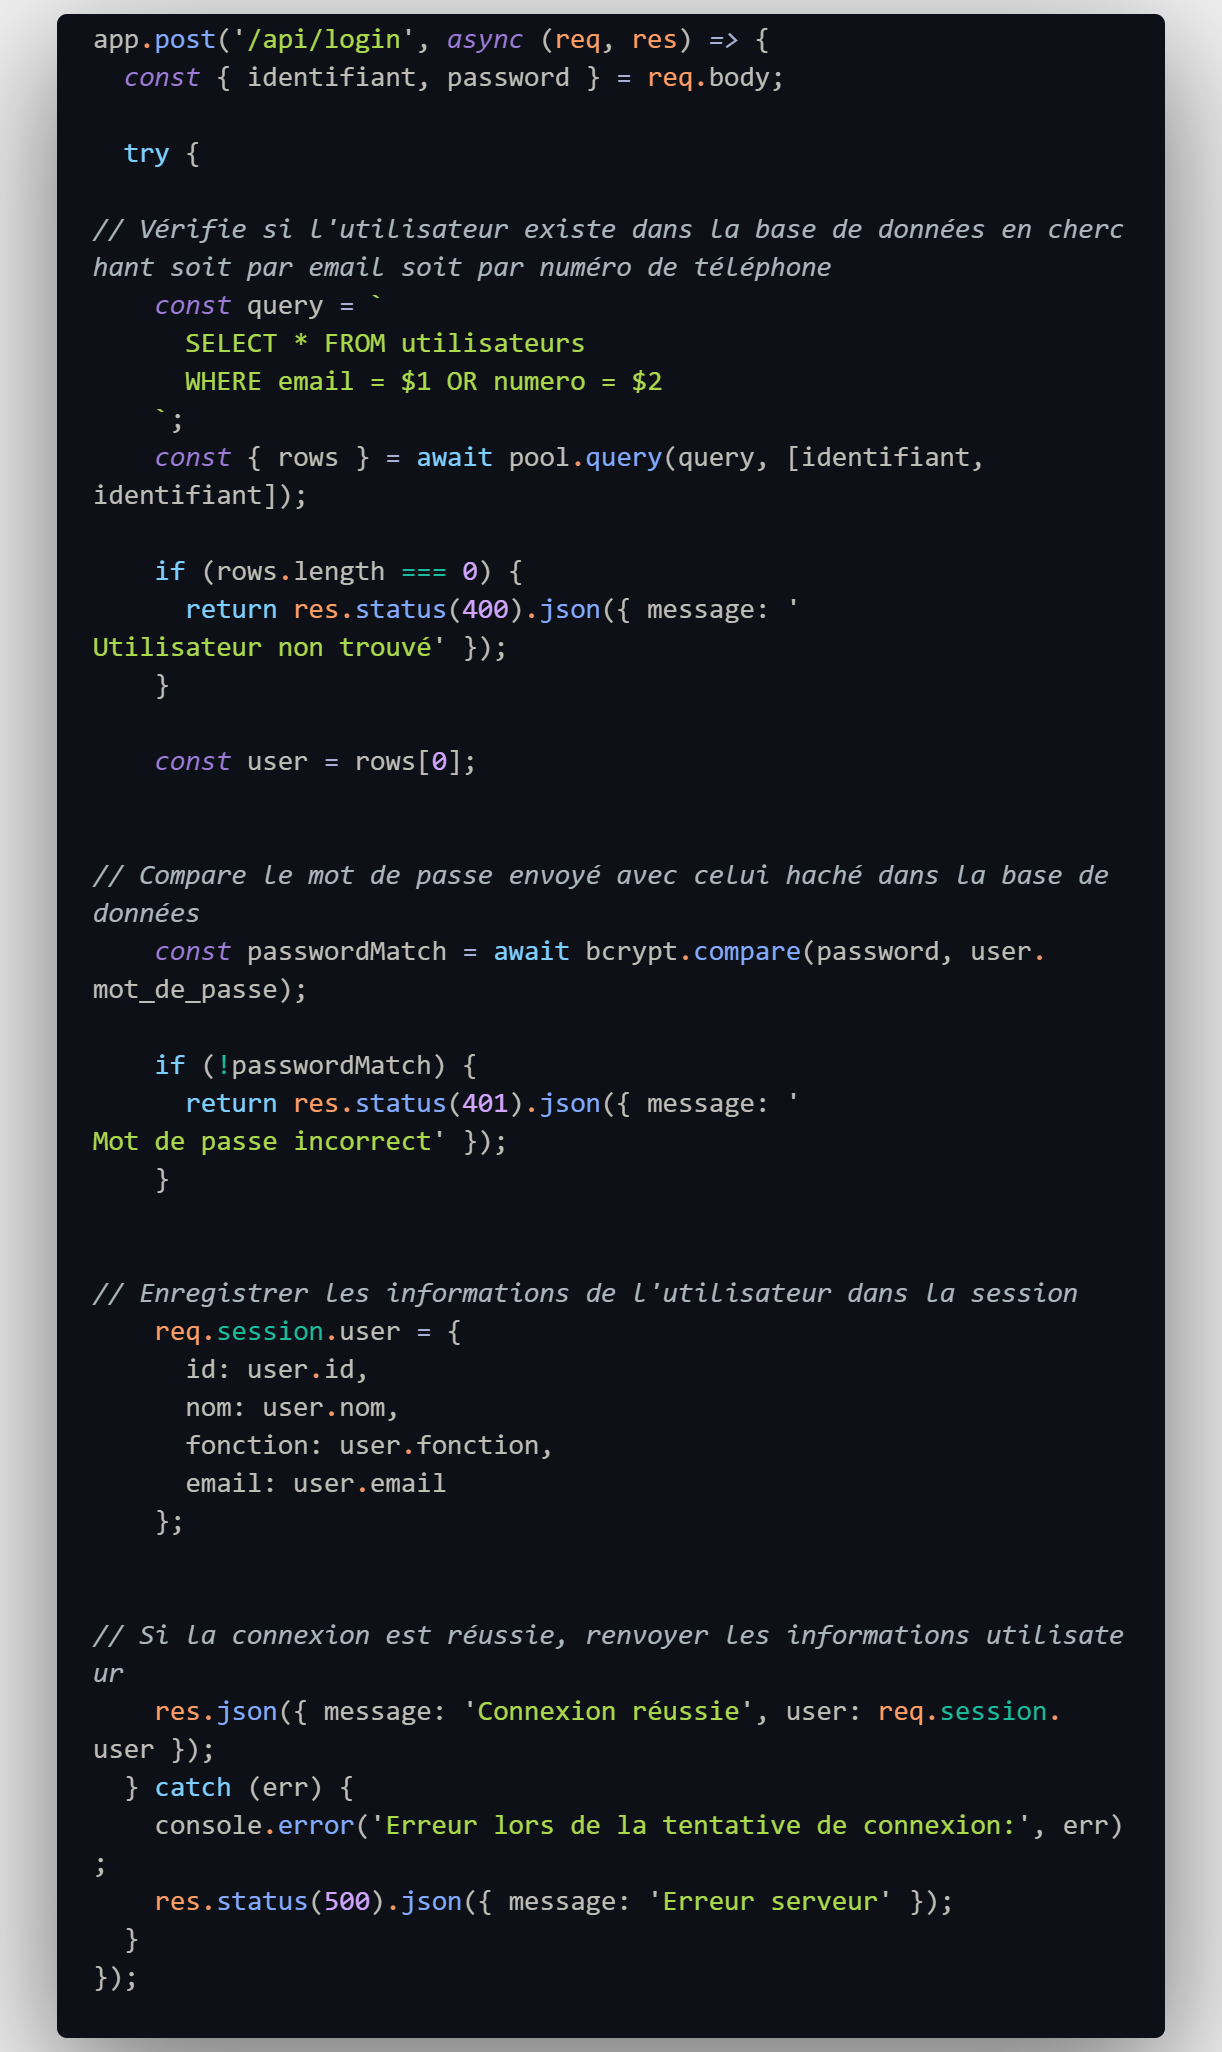 app.post('/api/login', async (req, res) => {
  const { identifiant, password } = req.body;

  try {

// Vérifie si l'utilisateur existe dans la base de données en cherc
hant soit par email soit par numéro de téléphone
    const query = `
      SELECT * FROM utilisateurs
      WHERE email = $1 OR numero = $2
    `;
    const { rows } = await pool.query(query, [identifiant,
identifiant]);

    if (rows.length === 0) {
      return res.status(400).json({ message: '
Utilisateur non trouvé' });
    }

    const user = rows[0];


// Compare le mot de passe envoyé avec celui haché dans la base de
données
    const passwordMatch = await bcrypt.compare(password, user.
mot_de_passe);

    if (!passwordMatch) {
      return res.status(401).json({ message: '
Mot de passe incorrect' });
    }


// Enregistrer les informations de l'utilisateur dans la session
    req.session.user = {
      id: user.id,
      nom: user.nom,
      fonction: user.fonction,
      email: user.email
    };


// Si la connexion est réussie, renvoyer les informations utilisate
ur
    res.json({ message: 'Connexion réussie', user: req.session.
user });
  } catch (err) {
    console.error('Erreur lors de la tentative de connexion:', err)
;
    res.status(500).json({ message: 'Erreur serveur' });
  }
});